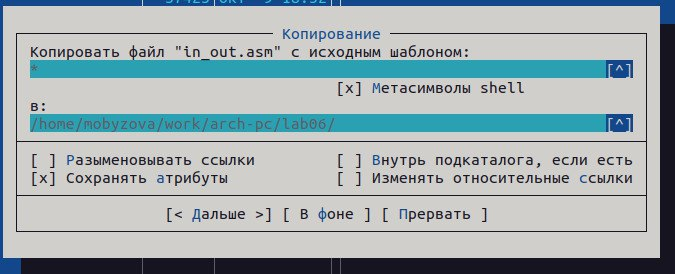 Копирование
Копировать файл "in_out.asm" с исходным шаблоном:
*                [^]
[x] Метасимволы shell
в:
/home/mobyzova/work/arch-pc/lab06/                [^]
[ ] Разыменовывать ссылки    [ ] Внутрь подкаталога, если есть
[x] Сохранять атрибуты    [ ] Изменять относительные ссылки
[< Дальше >] [ В фоне ] [ Прервать ]